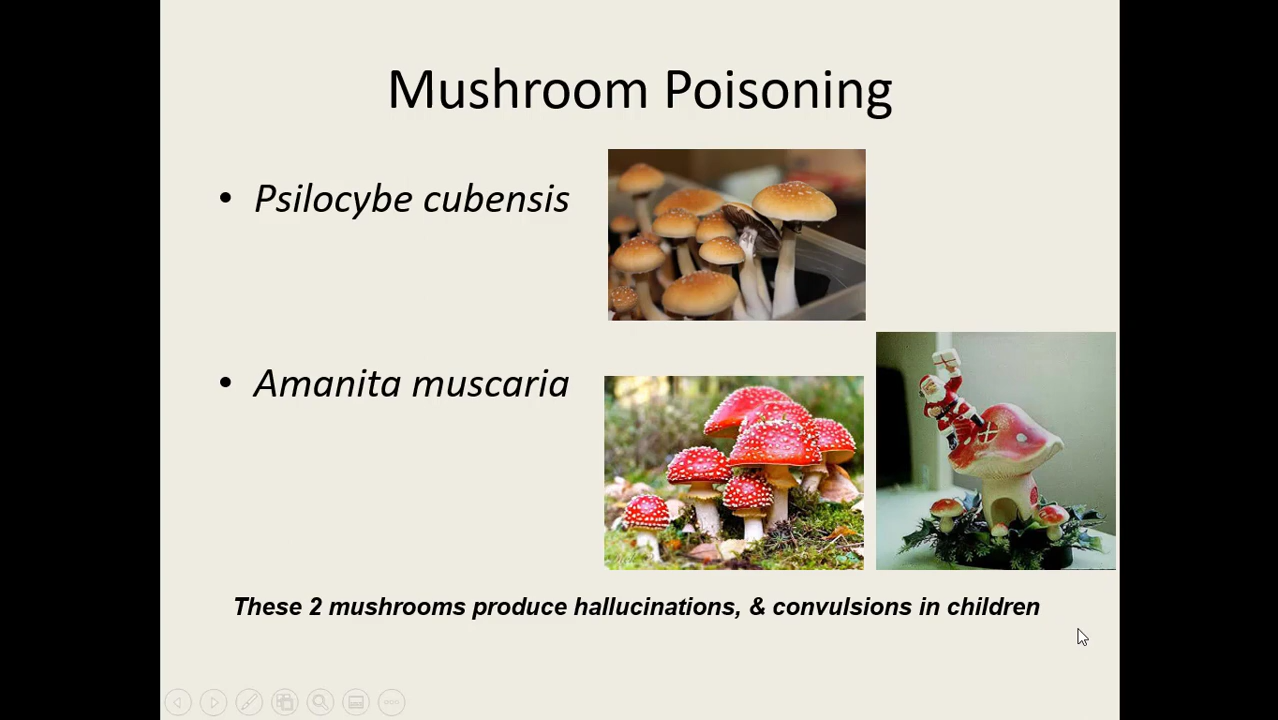 Mushroom Poisoning
• Psilocybe cubensis
• Amanita muscaria
These 2 mushrooms produce hallucinations, & convulsions in children